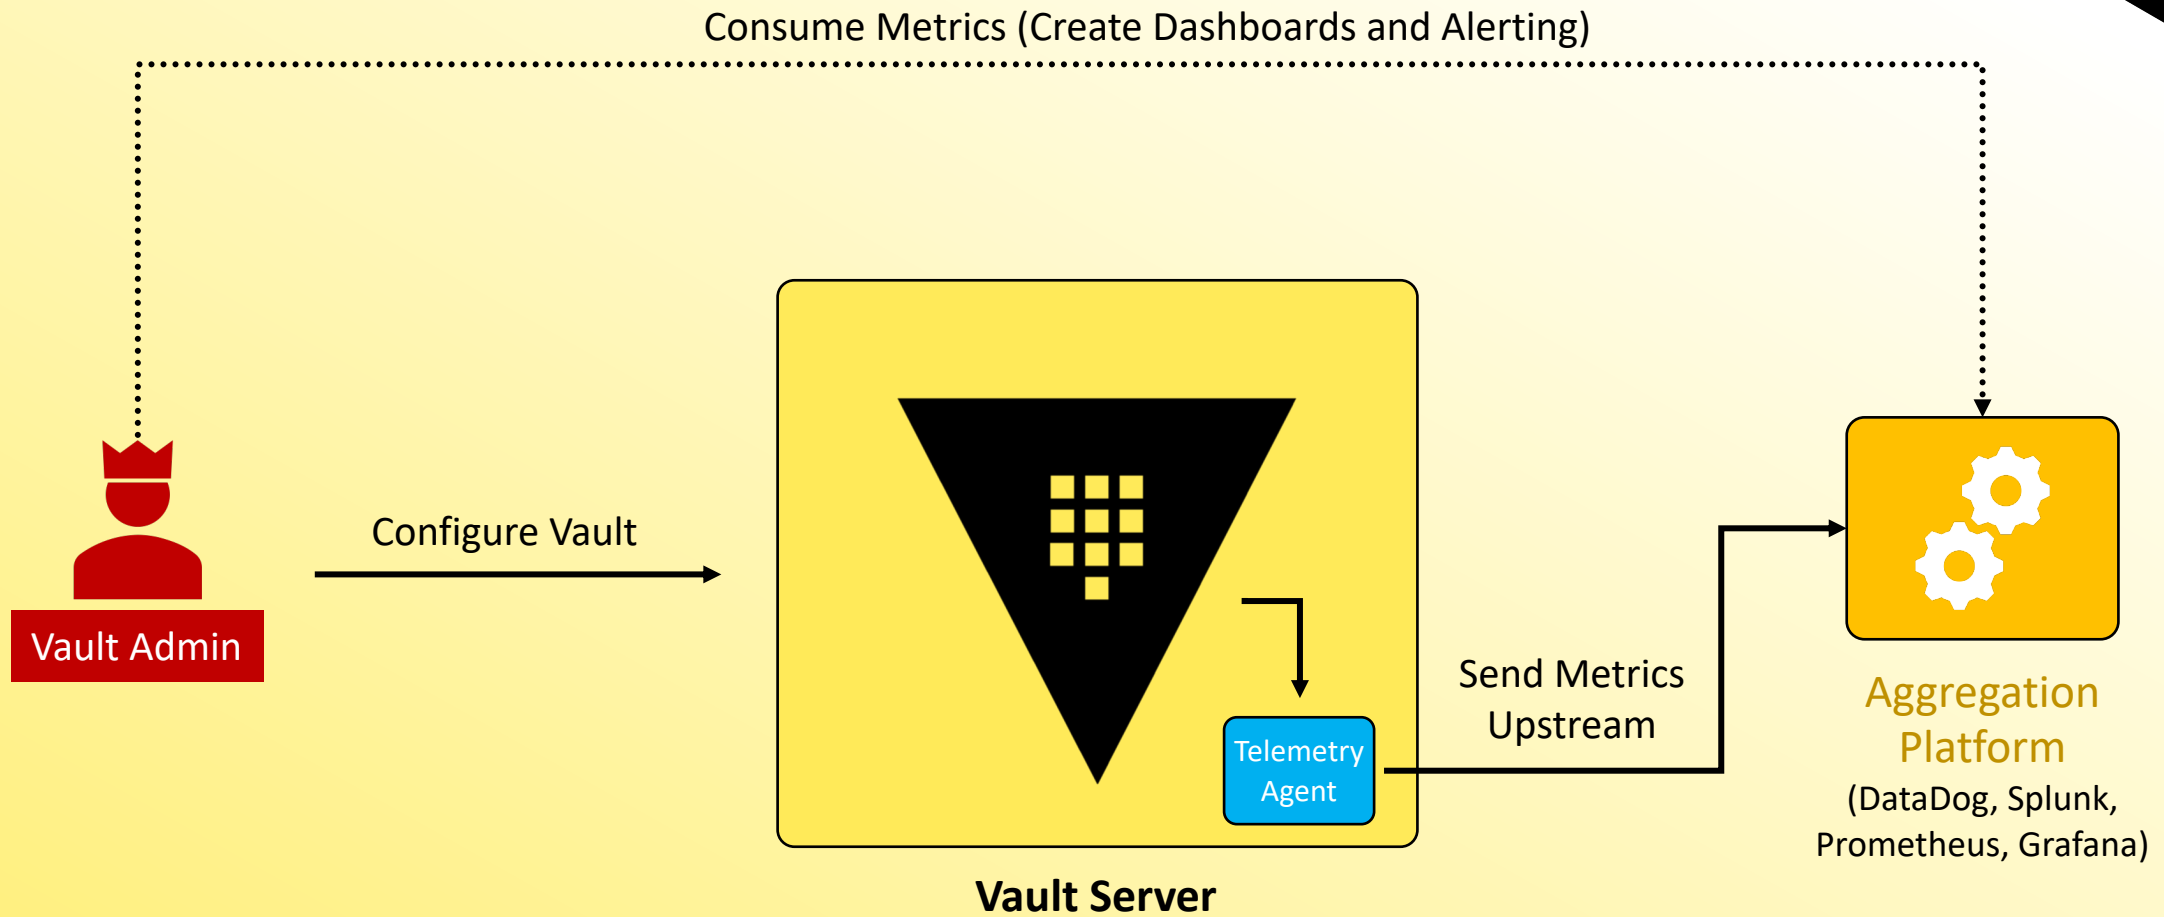 Consume Metrics (Create Dashboards and Alerting)
Configure Vault
Vault Admin
Telemetry
Agent
Send Metrics
Upstream
Aggregation
Platform
(DataDog, Splunk,
Prometheus, Grafana)
Vault Server